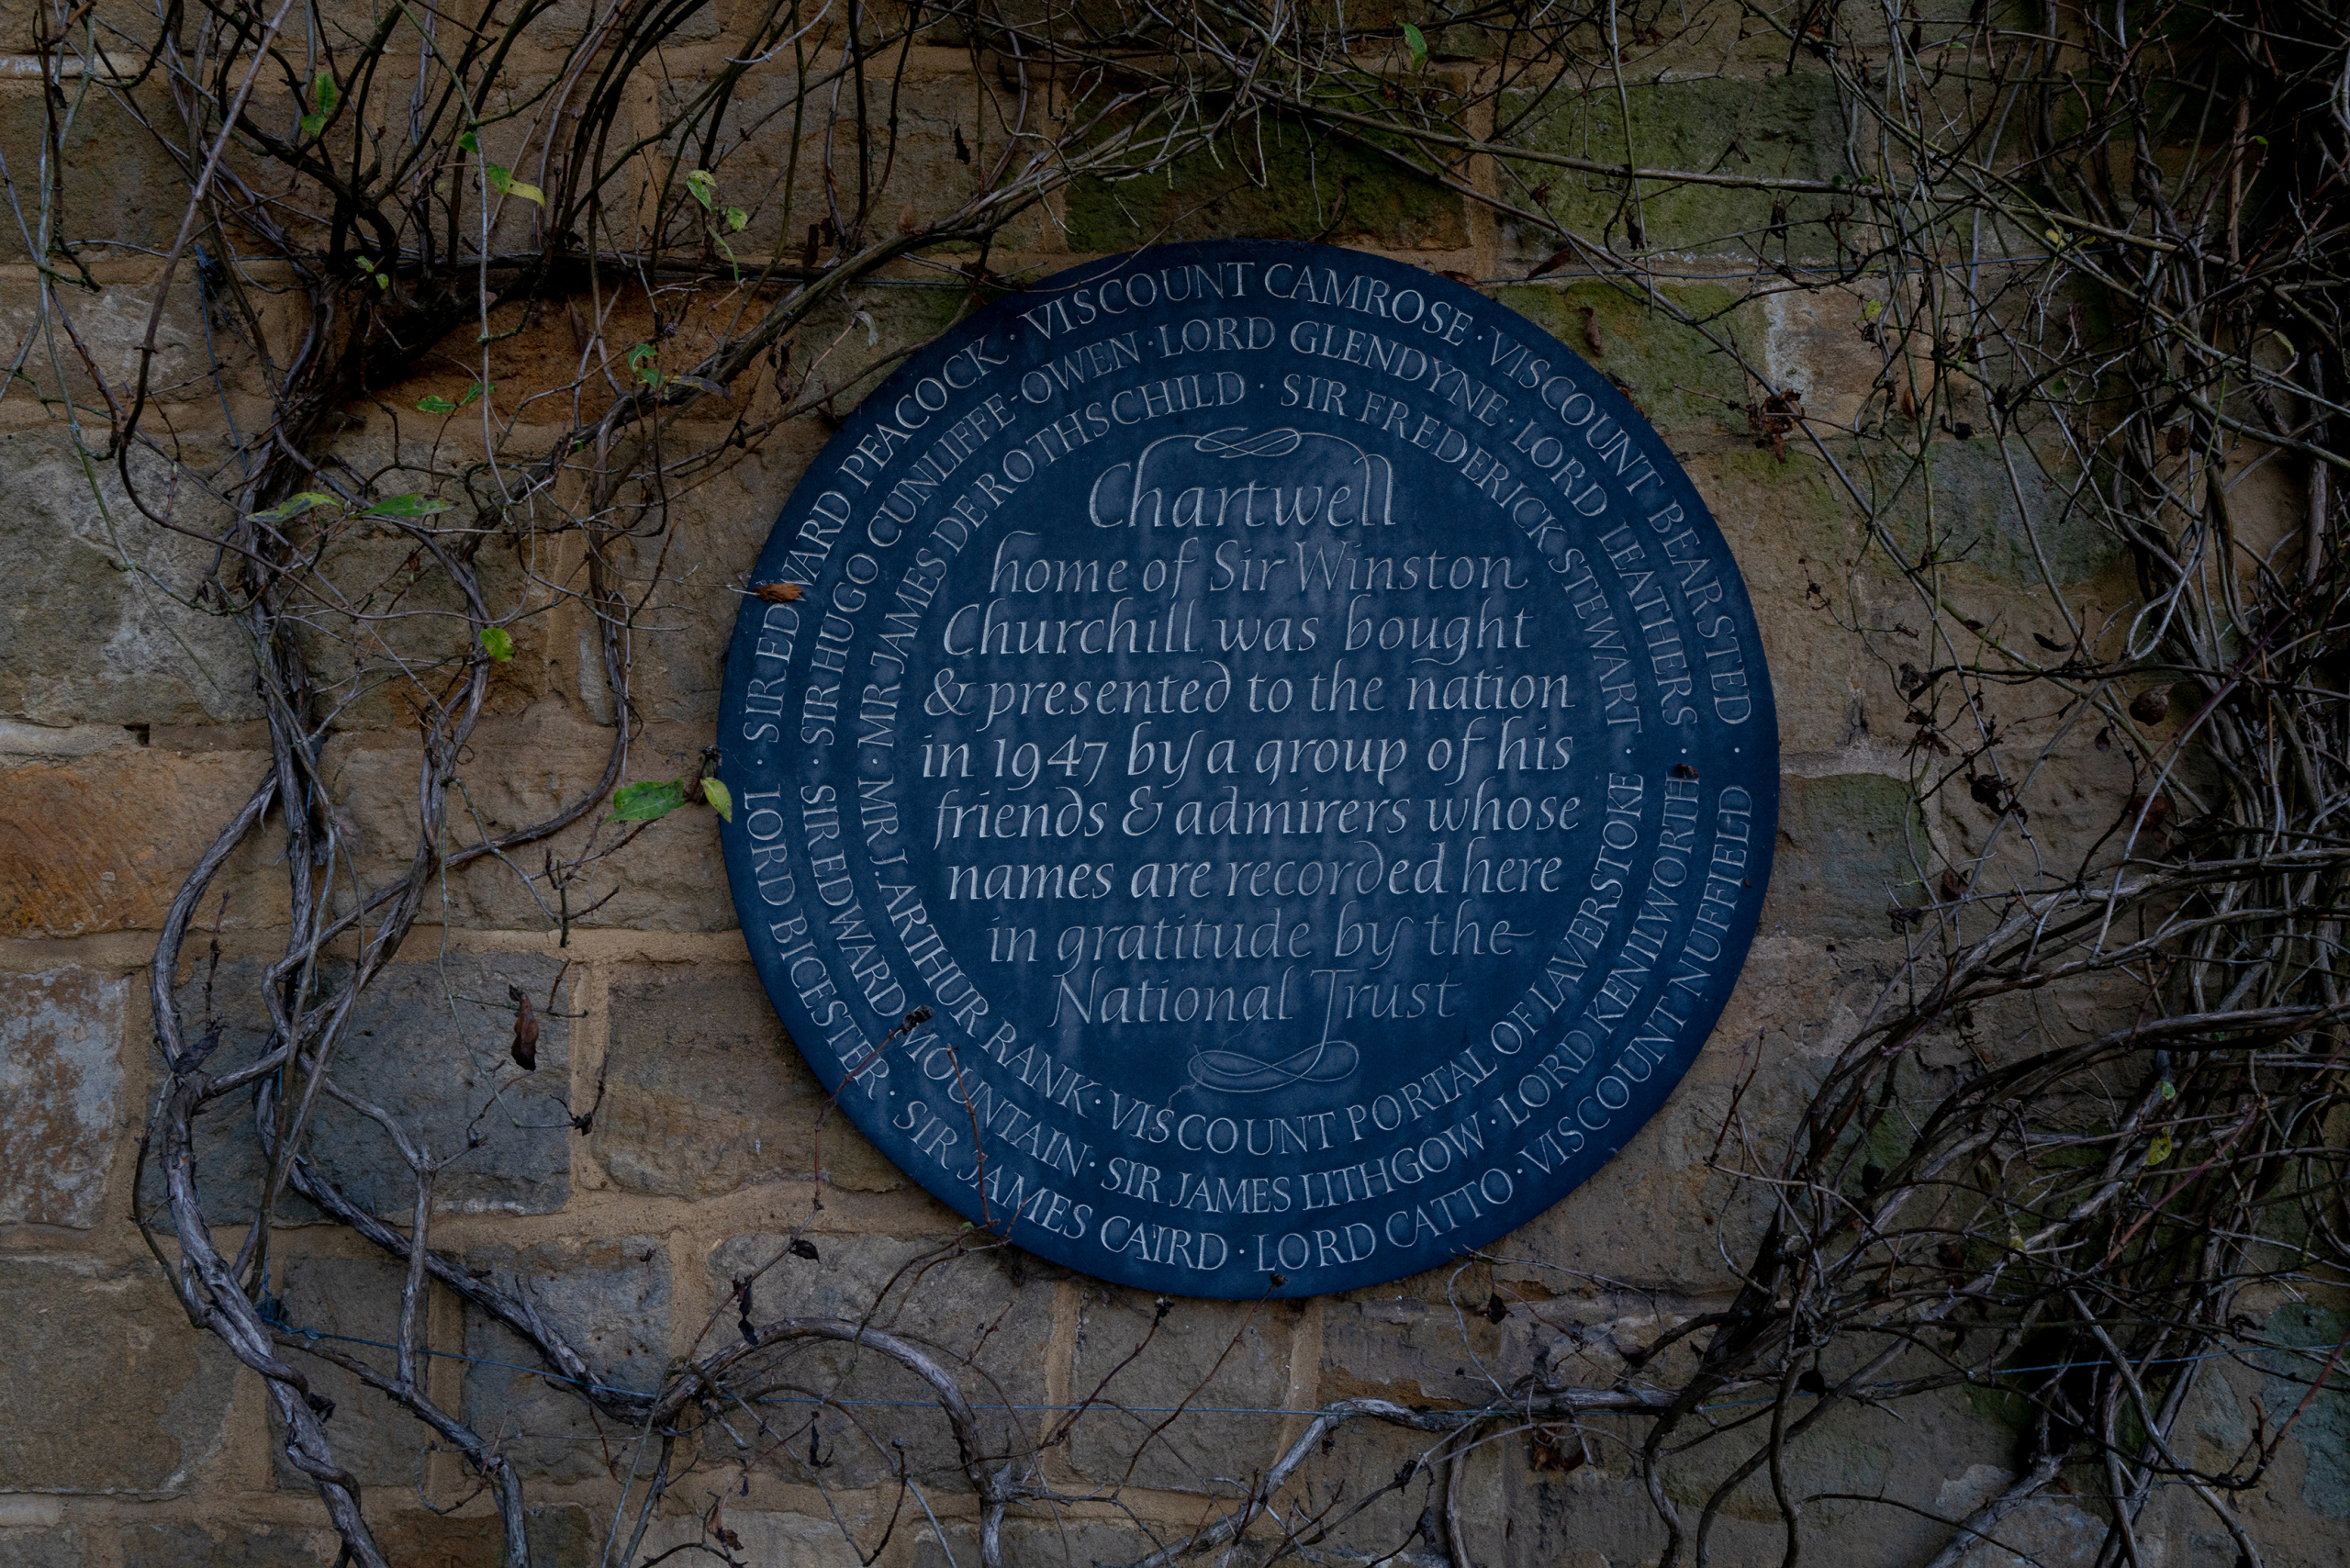 · SIR EDWARD PEACOCK · VISCOUNT CAMROSE · VISCOUNT BEARSTED ·
LORD BICESTER · SIR JAMES CAIRD · LORD CATTO · VISCOUNT NUFFIELD
· SIR HUGO CUNLIFFE-OWEN · LORD GLENDYNE · LORD LEATHERS ·
SIR EDWARD MOUNTAIN · SIR JAMES LITHGOW · LORD KENILWORTH
· MR JAMES DE ROTHSCHILD · SIR FREDERICK STEWART ·
MR J. ARTHUR RANK · VISCOUNT PORTAL OF LAVERSTOKE
Chartwell
home of Sir Winston
Churchill was bought
& presented to the nation
in 1947 by a group of his
friends & admirers whose
names are recorded here
in gratitude by the
National Trust